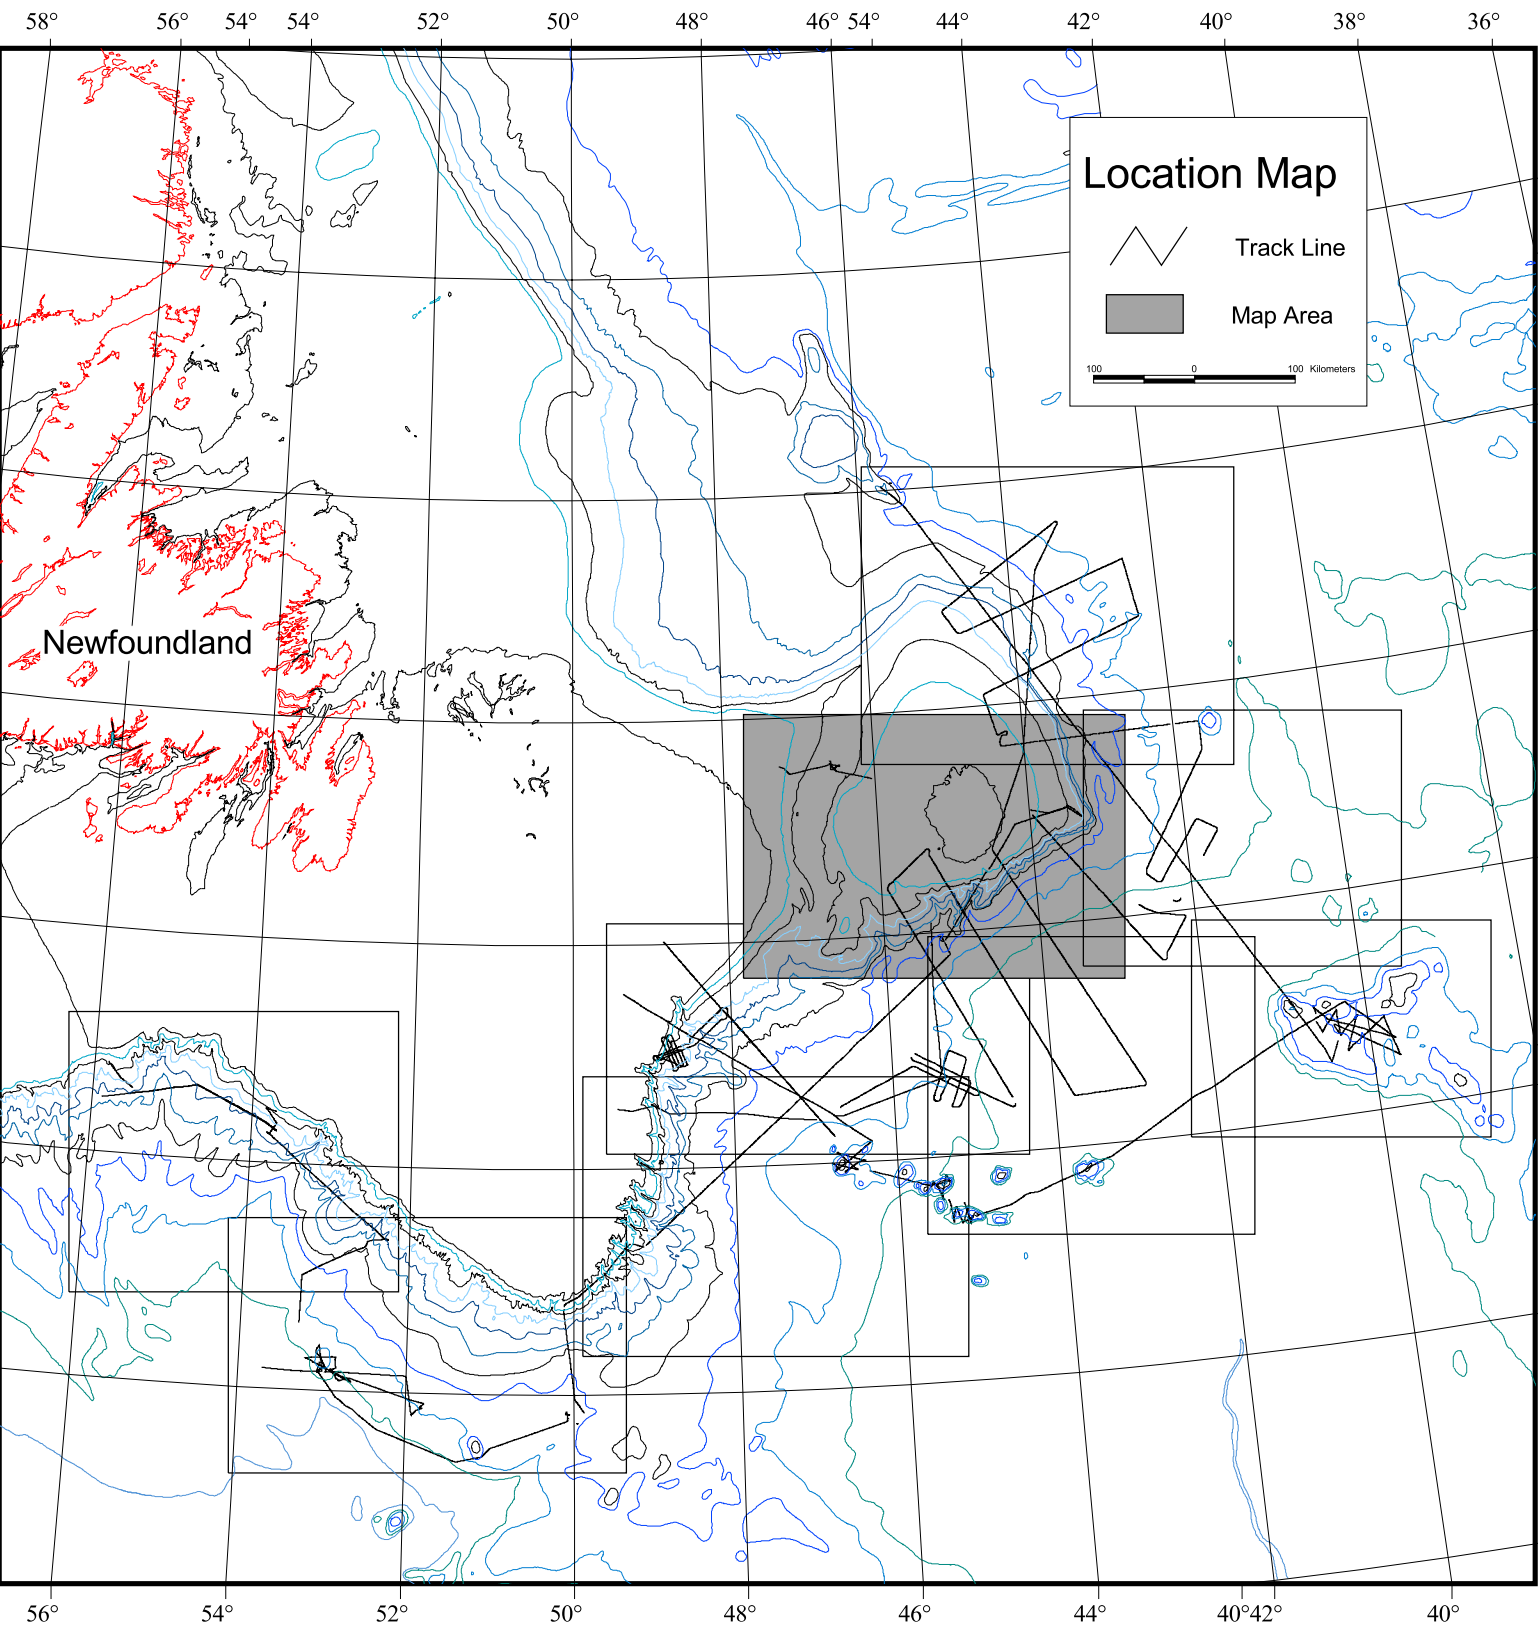 58° 56° 54° 54° 52° 50° 48° 46° 54° 44° 42° 40° 38° 36°
Location Map
Track Line
Map Area
100 0 100 Kilometers
Newfoundland
56° 54° 52° 50° 48° 46° 44° 40°42° 40°